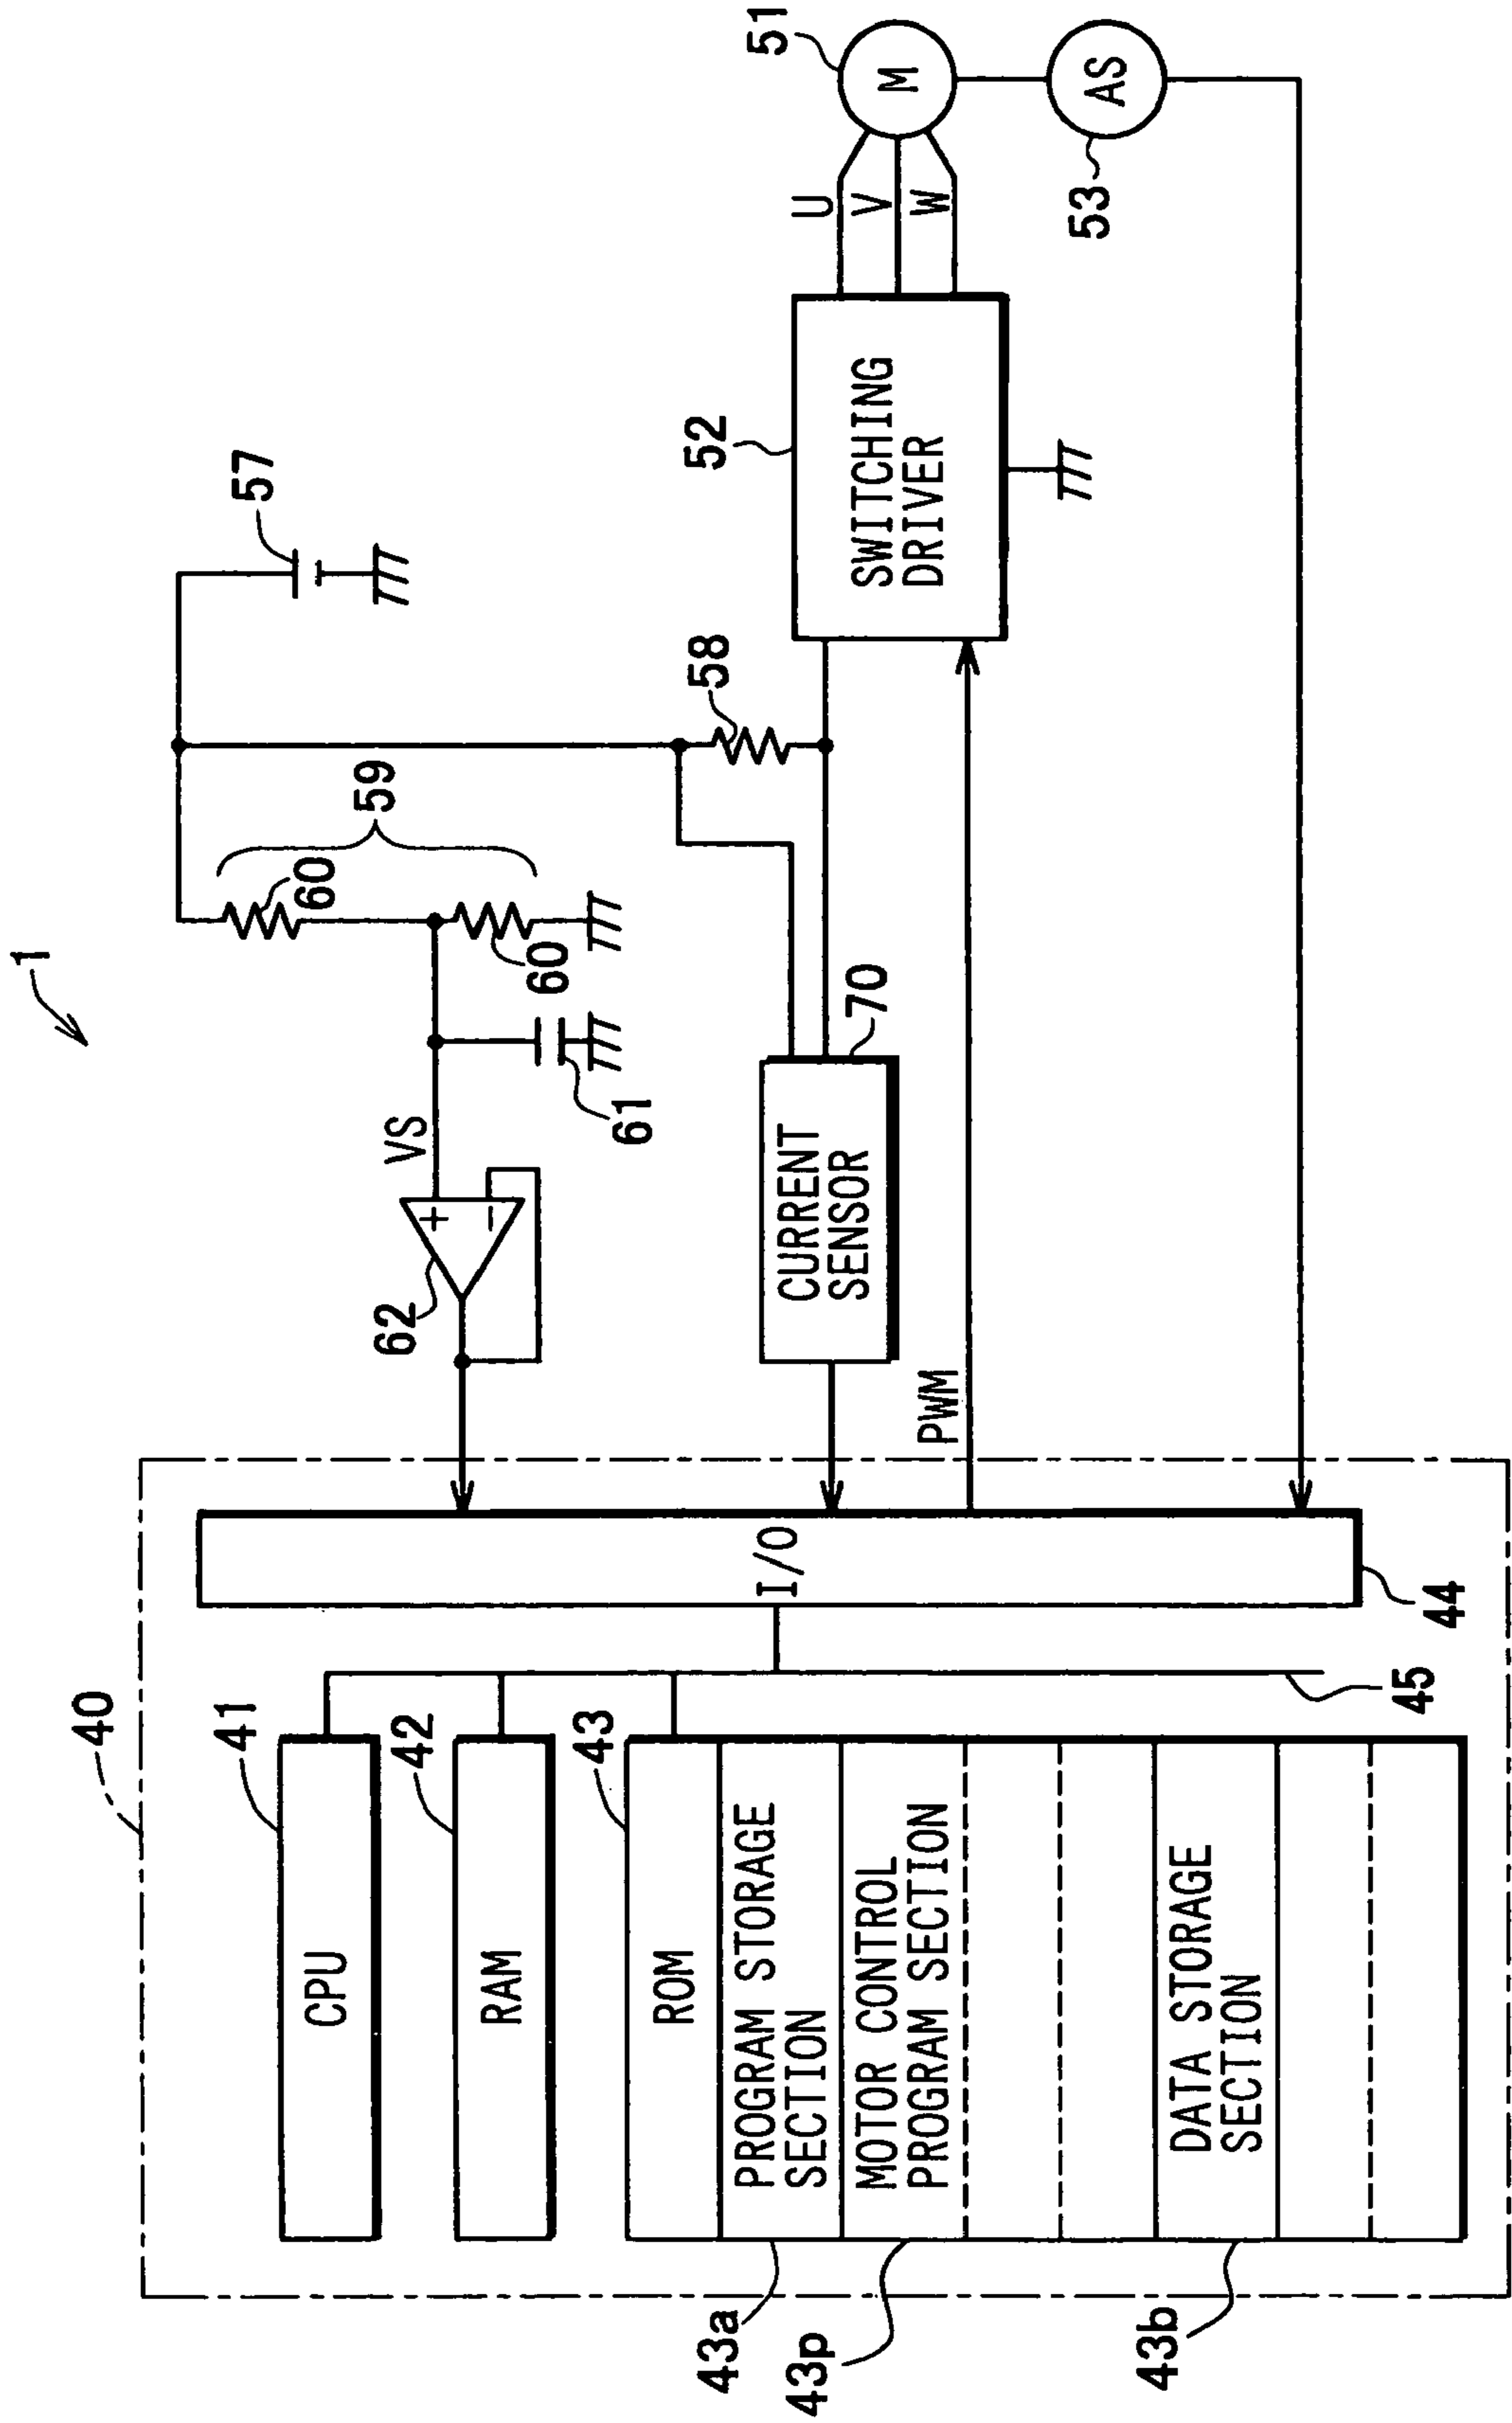 1
40
41
CPU
42
RAM
43
ROM
43a
PROGRAM STORAGE
SECTION
43p
MOTOR CONTROL
PROGRAM SECTION
43b
DATA STORAGE
SECTION
45
I/O
44
62
+
−
VS
61
60
60
59
57
58
CURRENT
SENSOR
70
PWM
52
SWITCHING
DRIVER
U
V
W
51
M
53
AS